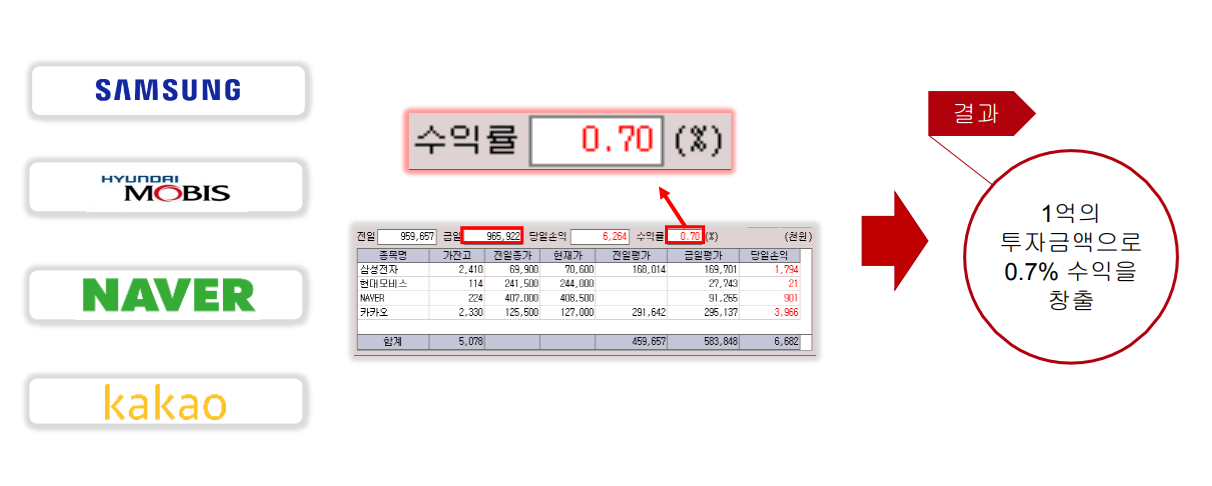 SAMSUNG
HYUNDAI
MOBIS
NAVER
kakao
수익률 0.70 (%)
전일 959,657 금일 965,922 당일손익 6,264 수익률 0.70 (%) (천원)
종목명 가잔고 전일종가 현재가 전일평가 금일평가 당일손익
삼성전자 2,410 69,900 70,600 168,014 169,701 1,794
현대모비스 114 241,500 244,000 27,743 21
NAVER 224 407,000 408,500 91,265 901
카카오 2,330 125,500 127,000 291,642 295,137 3,966
합계 5,078 459,657 583,848 6,682
결과
1억의
투자금액으로
0.7% 수익을
창출